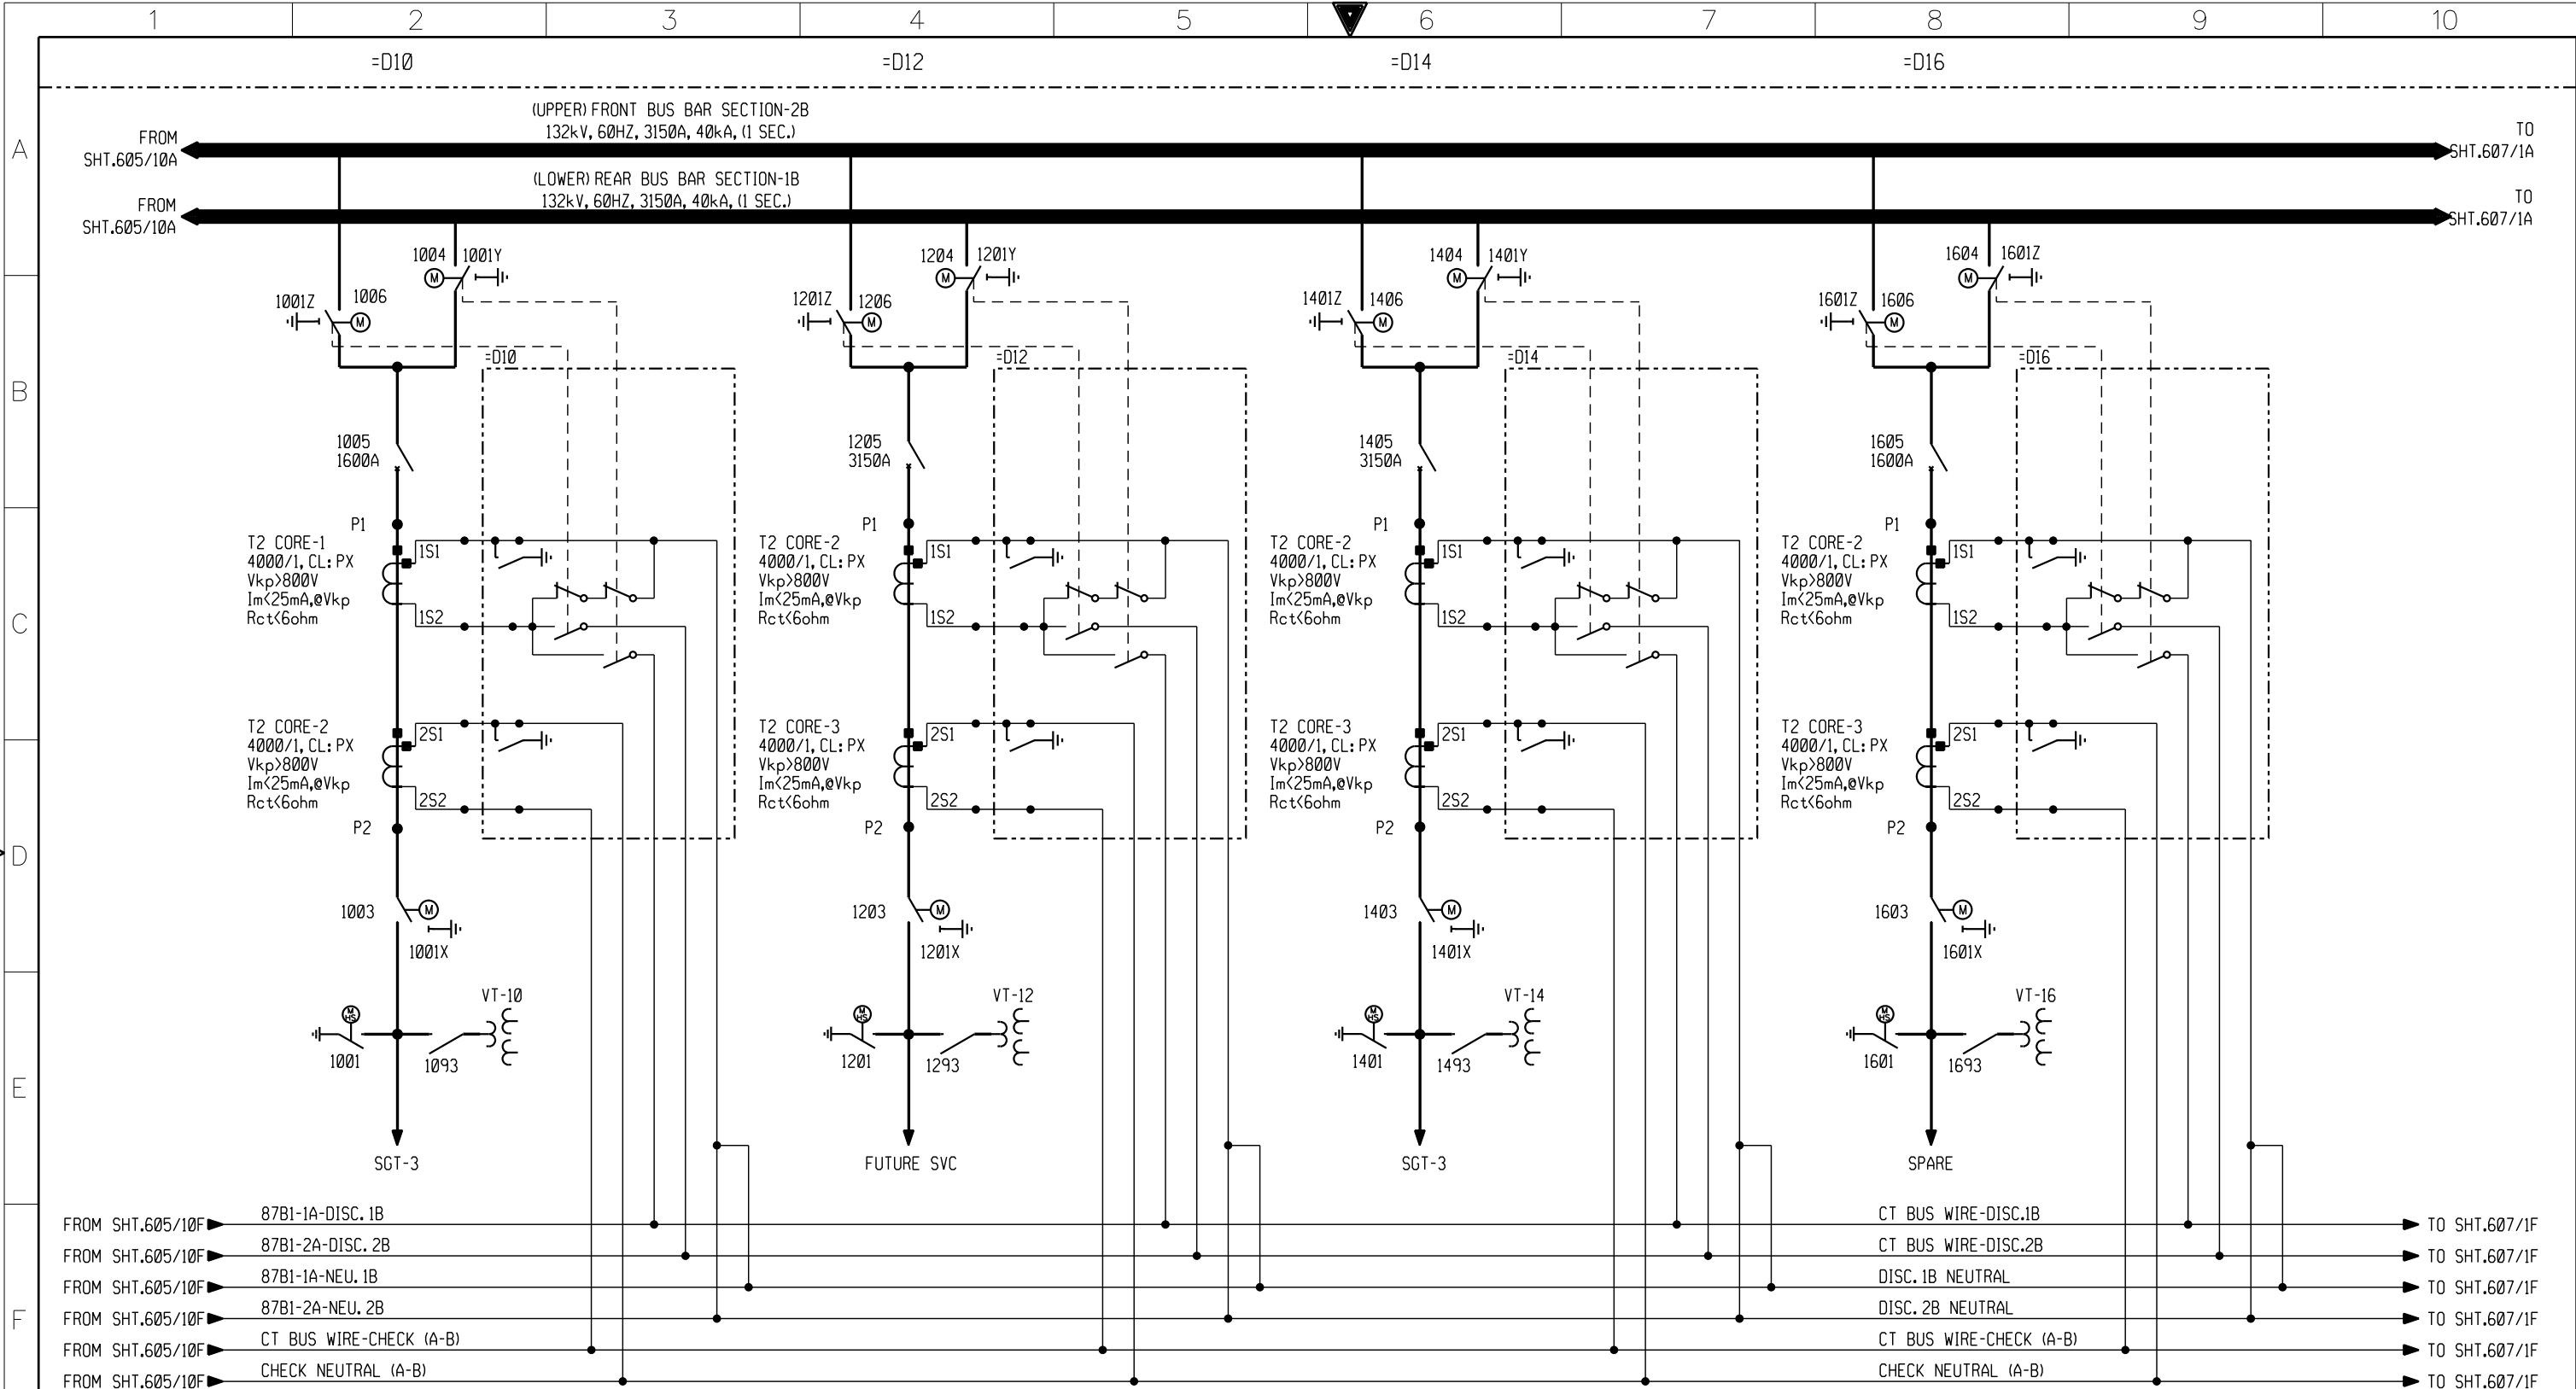 1 2 3 4 5 6 7 8 9 10
=D10 =D12 =D14 =D16
A
(UPPER) FRONT BUS BAR SECTION-2B
132kV, 60HZ, 3150A, 40kA, (1 SEC.)
FROM
SHT.605/10A
TO
SHT.607/1A
(LOWER) REAR BUS BAR SECTION-1B
132kV, 60HZ, 3150A, 40kA, (1 SEC.)
FROM
SHT.605/10A
TO
SHT.607/1A
1004 1001Y 1204 1201Y 1404 1401Y 1604 1601Z
M M M M
1001Z 1006 1201Z 1206 1401Z 1406 1601Z 1606
M M M M
=D10 =D12 =D14 =D16
B
1005
1600A
1205
3150A
1405
3150A
1605
1600A
C
P1
T2 CORE-1
4000/1, CL: PX
Vkp>800V
Im<25mA,@Vkp
Rct<6ohm
1S1
1S2
P1
T2 CORE-2
4000/1, CL: PX
Vkp>800V
Im<25mA,@Vkp
Rct<6ohm
1S1
1S2
P1
T2 CORE-2
4000/1, CL: PX
Vkp>800V
Im<25mA,@Vkp
Rct<6ohm
1S1
1S2
P1
T2 CORE-2
4000/1, CL: PX
Vkp>800V
Im<25mA,@Vkp
Rct<6ohm
1S1
1S2
T2 CORE-2
4000/1, CL: PX
Vkp>800V
Im<25mA,@Vkp
Rct<6ohm
2S1
2S2
P2
T2 CORE-3
4000/1, CL: PX
Vkp>800V
Im<25mA,@Vkp
Rct<6ohm
2S1
2S2
P2
T2 CORE-3
4000/1, CL: PX
Vkp>800V
Im<25mA,@Vkp
Rct<6ohm
2S1
2S2
P2
T2 CORE-3
4000/1, CL: PX
Vkp>800V
Im<25mA,@Vkp
Rct<6ohm
2S1
2S2
P2
D
1003 M 1203 M 1403 M 1603 M
1001X 1201X 1401X 1601X
VT-10 VT-12 VT-14 VT-16
M
HS
M
HS
M
HS
M
HS
1001 1093 1201 1293 1401 1493 1601 1693
E
SGT-3 FUTURE SVC SGT-3 SPARE
FROM SHT.605/10F 87B1-1A-DISC.1B CT BUS WIRE-DISC.1B TO SHT.607/1F
FROM SHT.605/10F 87B1-2A-DISC.2B CT BUS WIRE-DISC.2B TO SHT.607/1F
FROM SHT.605/10F 87B1-1A-NEU.1B DISC.1B NEUTRAL TO SHT.607/1F
F
FROM SHT.605/10F 87B1-2A-NEU.2B DISC.2B NEUTRAL TO SHT.607/1F
FROM SHT.605/10F CT BUS WIRE-CHECK (A-B) CT BUS WIRE-CHECK (A-B) TO SHT.607/1F
FROM SHT.605/10F CHECK NEUTRAL (A-B) CHECK NEUTRAL (A-B) TO SHT.607/1F